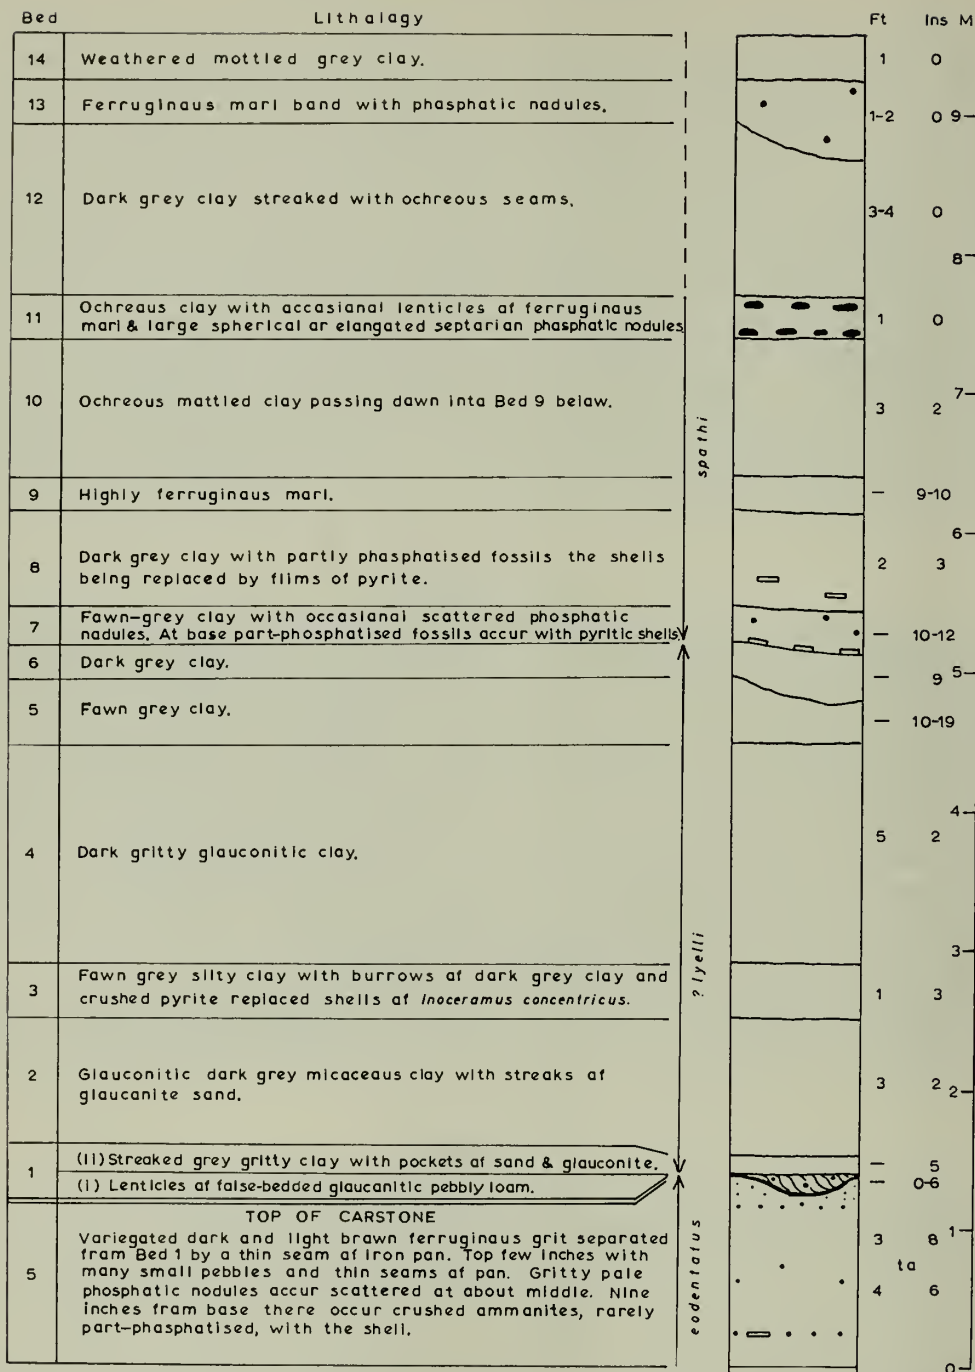 Bed Lithalagy Ft Ins M
14 Weathered mottled grey clay. 1 0
13 Ferruginaus marl band with phasphatic nadules. 1-2 0 9
12 Dark grey clay streaked with ochreous seams. 3-4 0
8
11 Ochreaus clay with accasianal lenticles of ferruginaus
marl & large spherical ar elangated septarian phasphatic nodules 1 0
10 Ochreous mattled clay passing dawn inta Bed 9 below. 3 2 7
spathi
9 Highly ferruginaus marl. – 9-10
6
8 Dark grey clay with partly phasphatised fossils the shells
being replaced by flims of pyrite. 2 3
7 Fawn-grey clay with occasianal scattered phosphatic
nadules. At base part-phosphatised fossils accur with pyritic shells. – 10-12
6 Dark grey clay. – 9 5
5 Fawn grey clay. – 10-19
4
4 Dark gritty glauconitic clay. 5 2
3
? lyelli
3 Fawn grey silty clay with burrows af dark grey clay and
crushed pyrite replaced shells af Inoceramus concentricus. 1 3
2 Glauconitic dark grey micaceaus clay with streaks af
glaucanite sand. 3 2 2
1 (ii) Streaked grey gritty clay with pockets af sand & glauconite. – 5
(i) Lenticles af false-bedded glaucanitic pebbly loam. – 0-6
TOP OF CARSTONE
Variegated dark and light brawn ferruginaus grit separated
fram Bed 1 by a thin seam af iron pan. Top few inches with
many small pebbles and thin seams af pan. Gritty pale
phosphatic nodules accur scattered at about middle. Nine
inches fram base there occur crushed ammanites, rarely
part-phasphatised, with the shell.
5 3 8 1
ta
4 6
eodentatus
0